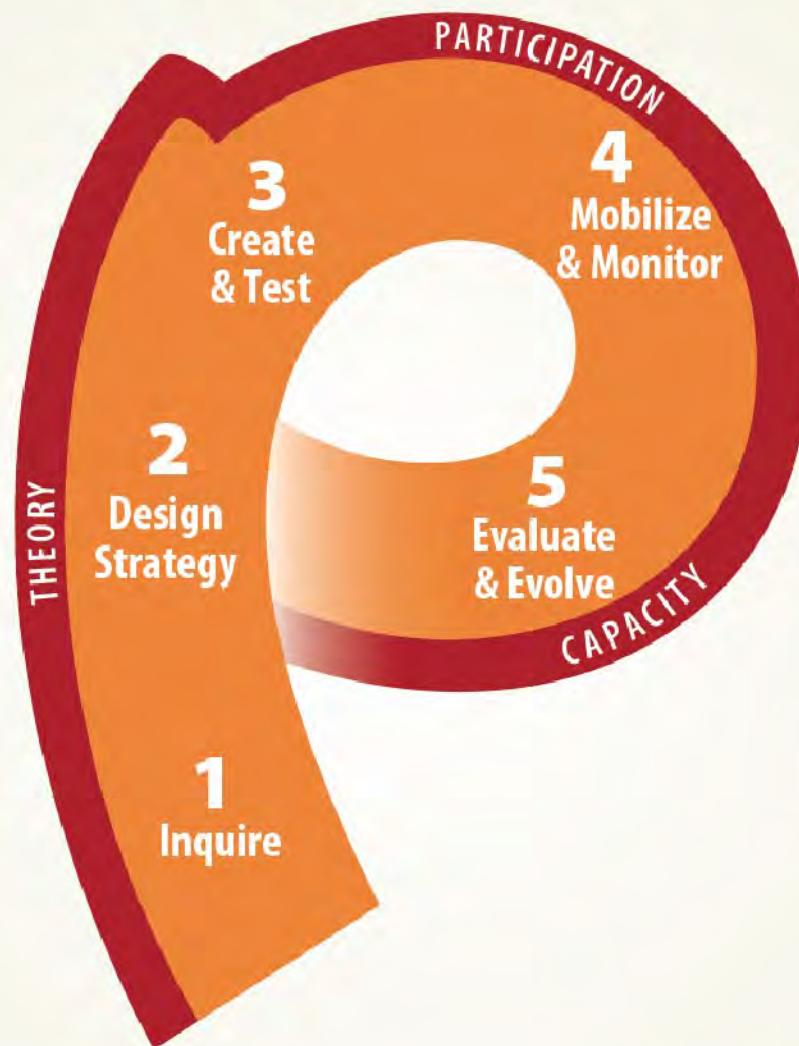 PARTICIPATION
4
Mobilize
& Monitor
3
Create
& Test
THEORY
2
Design
Strategy
5
Evaluate
& Evolve
CAPACITY
1
Inquire